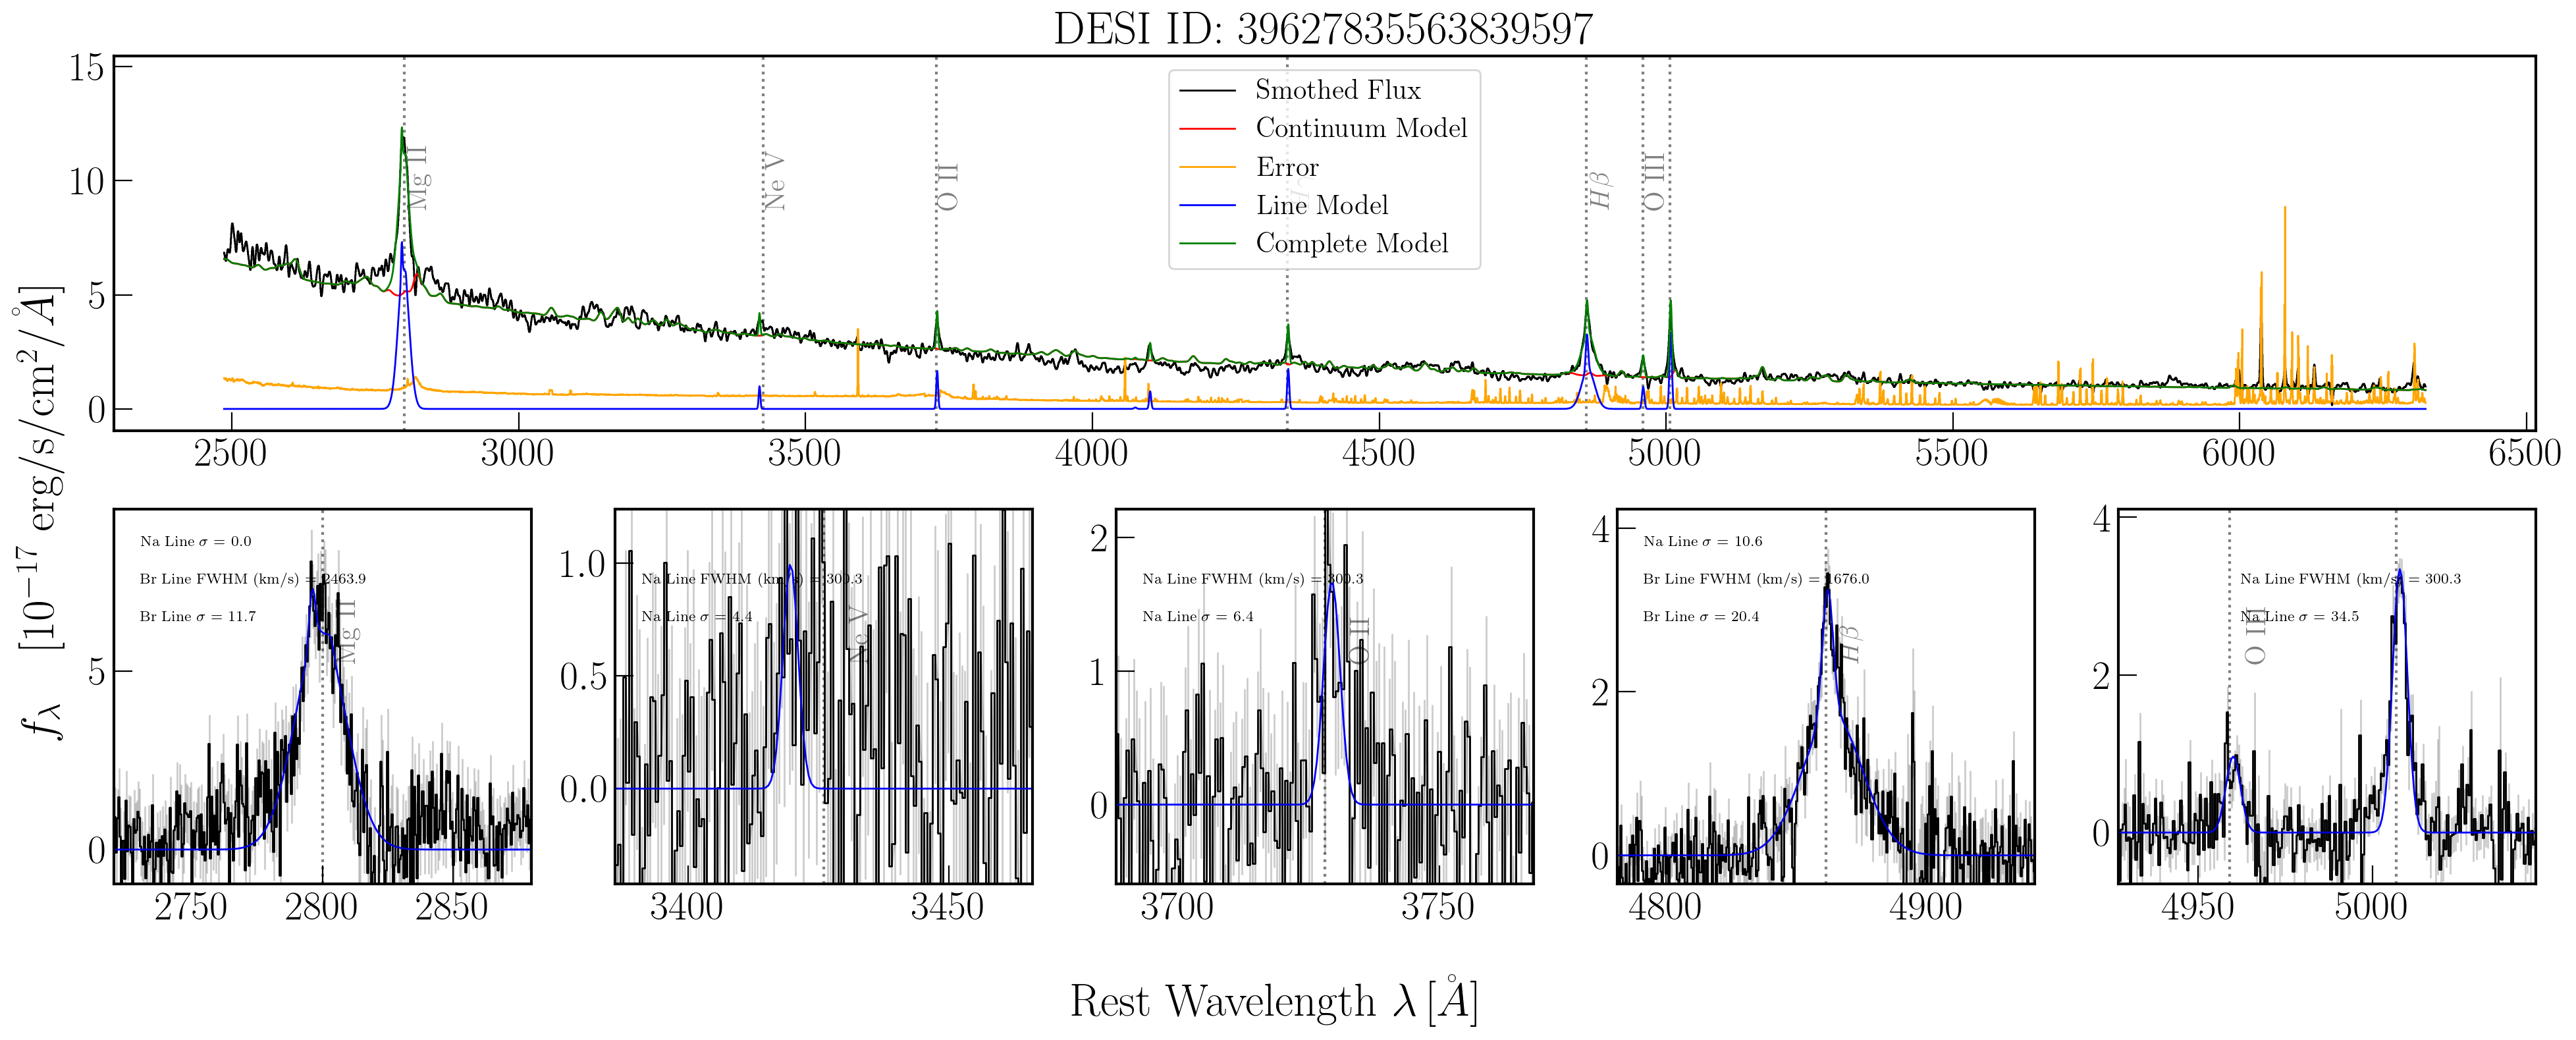 DESI ID: 39627835563839597
f_λ [10^{-17} erg/s/cm^2/Å]
15
10
5
0
Mg II
Ne V
O II
Hβ
O III
Smothed Flux
Continuum Model
Error
Line Model
Complete Model
2500 3000 3500 4000 4500 5000 5500 6000 6500
Na Line σ = 0.0
Br Line FWHM (km/s) = 2463.9
Br Line σ = 11.7
Mg II
5
0
2750 2800 2850
1.0
0.5
0.0
Na Line FWHM (km/s) = 300.3
Na Line σ = 4.4
Ne V
3400 3450
2
1
0
Na Line FWHM (km/s) = 300.3
Na Line σ = 6.4
O II
3700 3750
4
2
0
Na Line σ = 10.6
Br Line FWHM (km/s) = 1676.0
Br Line σ = 20.4
Hβ
4800 4900
4
2
0
Na Line FWHM (km/s) = 300.3
Na Line σ = 34.5
O III
4950 5000
Rest Wavelength λ [Å]